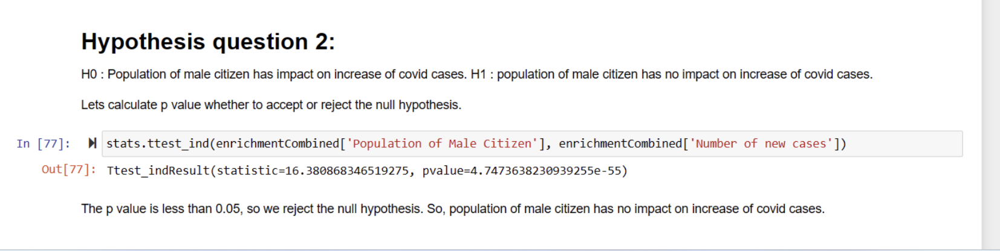 Hypothesis question 2:
H0 : Population of male citizen has impact on increase of covid cases. H1 : population of male citizen has no impact on increase of covid cases.
Lets calculate p value whether to accept or reject the null hypothesis.
In [77]: stats.ttest_ind(enrichmentCombined['Population of Male Citizen'], enrichmentCombined['Number of new cases'])
Out[77]: Ttest_indResult(statistic=16.380868346519275, pvalue=4.7473638230939255e-55)
The p value is less than 0.05, so we reject the null hypothesis. So, population of male citizen has no impact on increase of covid cases.